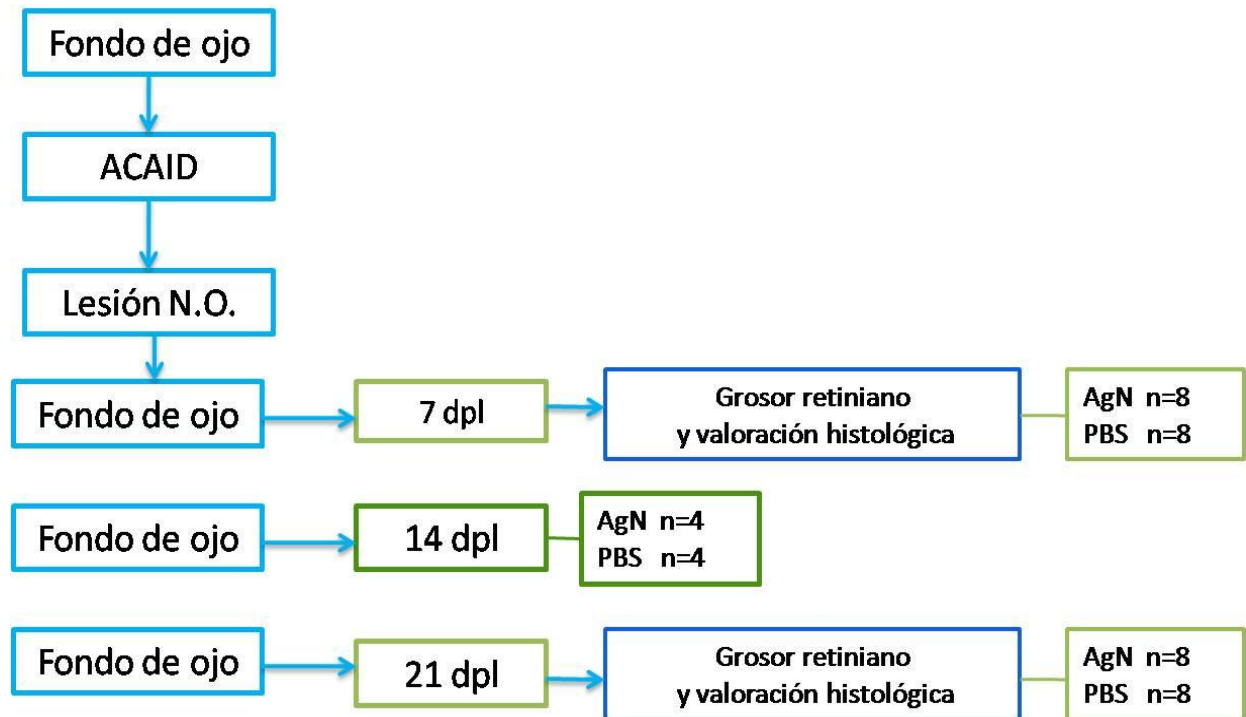 Fondo de ojo
ACAID
Lesión N.O.
Fondo de ojo
7 dpl
Grosor retiniano
y valoración histológica
AgN n=8
PBS n=8
Fondo de ojo
14 dpl
AgN n=4
PBS n=4
Fondo de ojo
21 dpl
Grosor retiniano
y valoración histológica
AgN n=8
PBS n=8